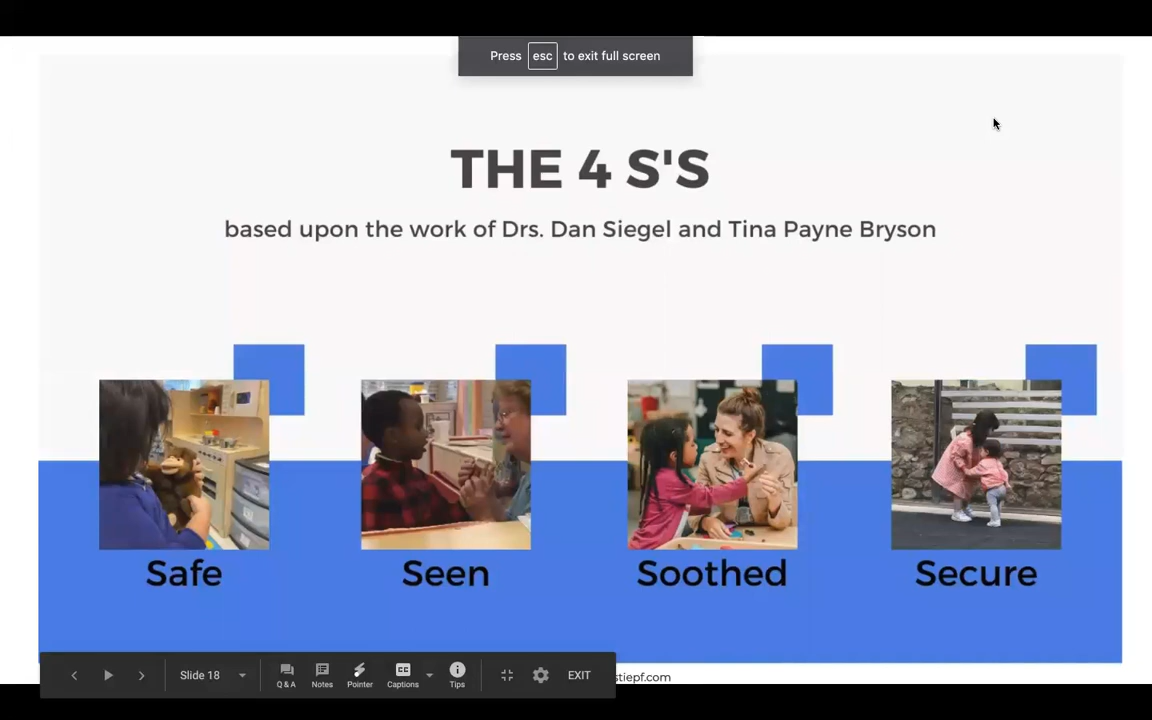 Press esc to exit full screen
THE 4 S'S
based upon the work of Drs. Dan Siegel and Tina Payne Bryson
Safe Seen Soothed Secure
Slide 18 Q & A Notes Pointer CC Captions Tips EXIT
stiepf.com